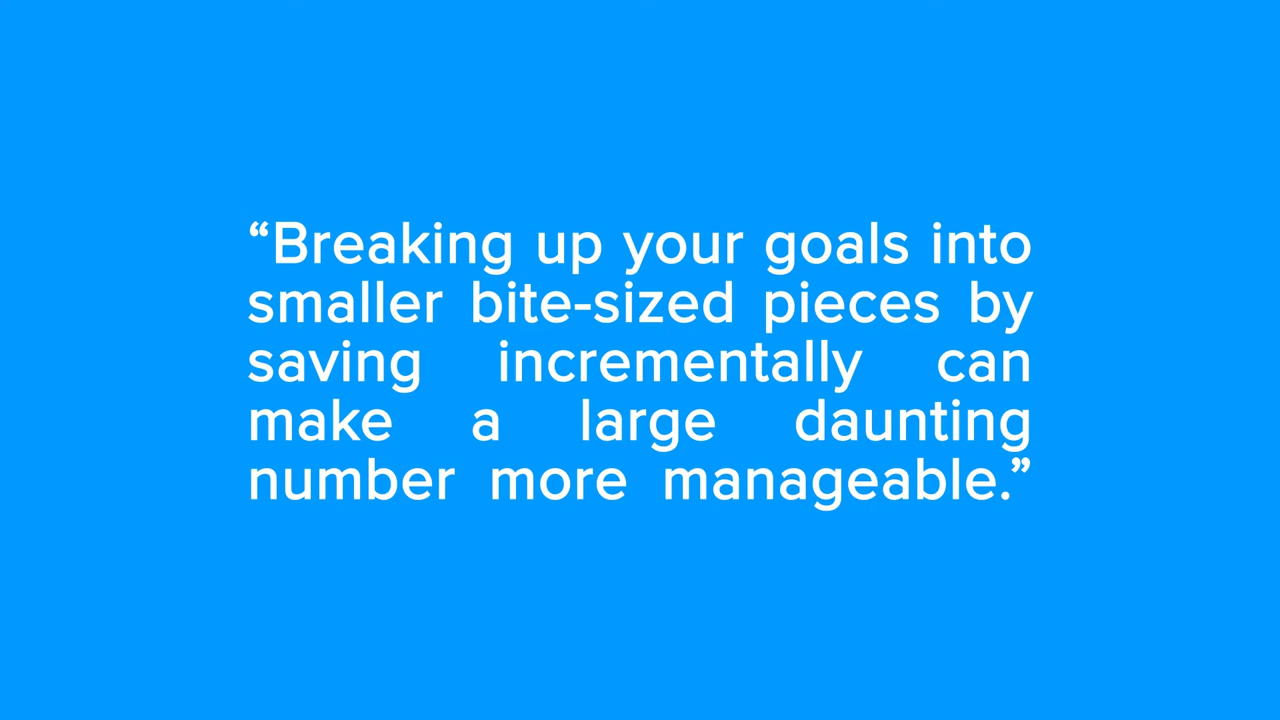 “Breaking up your goals into
smaller bite-sized pieces by
saving incrementally can
make a large daunting
number more manageable.”